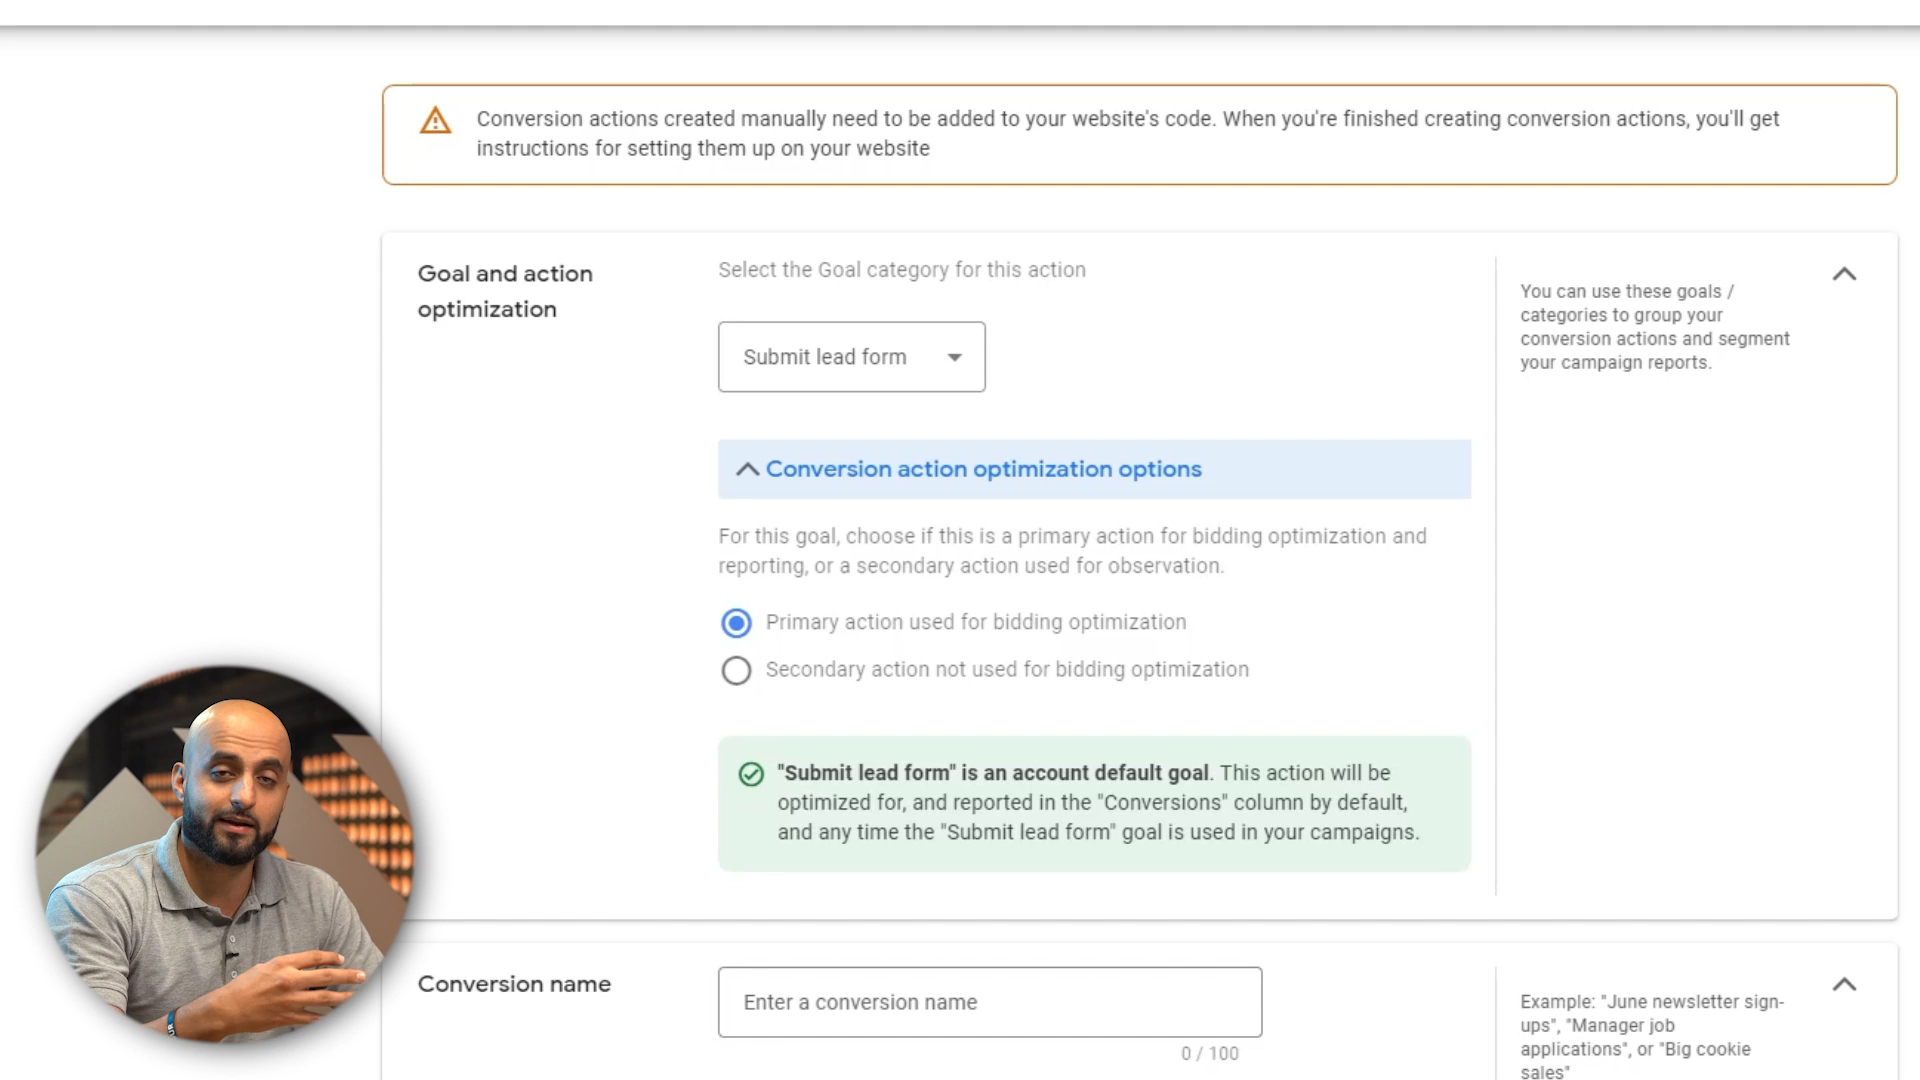 Conversion actions created manually need to be added to your website's code. When you're finished creating conversion actions, you'll get
instructions for setting them up on your website
Goal and action
optimization
Select the Goal category for this action
Submit lead form
You can use these goals /
categories to group your
conversion actions and segment
your campaign reports.
Conversion action optimization options
For this goal, choose if this is a primary action for bidding optimization and
reporting, or a secondary action used for observation.
Primary action used for bidding optimization
Secondary action not used for bidding optimization
"Submit lead form" is an account default goal. This action will be
optimized for, and reported in the "Conversions" column by default,
and any time the "Submit lead form" goal is used in your campaigns.
Conversion name
Enter a conversion name
0 / 100
Example: "June newsletter sign-
ups", "Manager job
applications", or "Big cookie
sales"